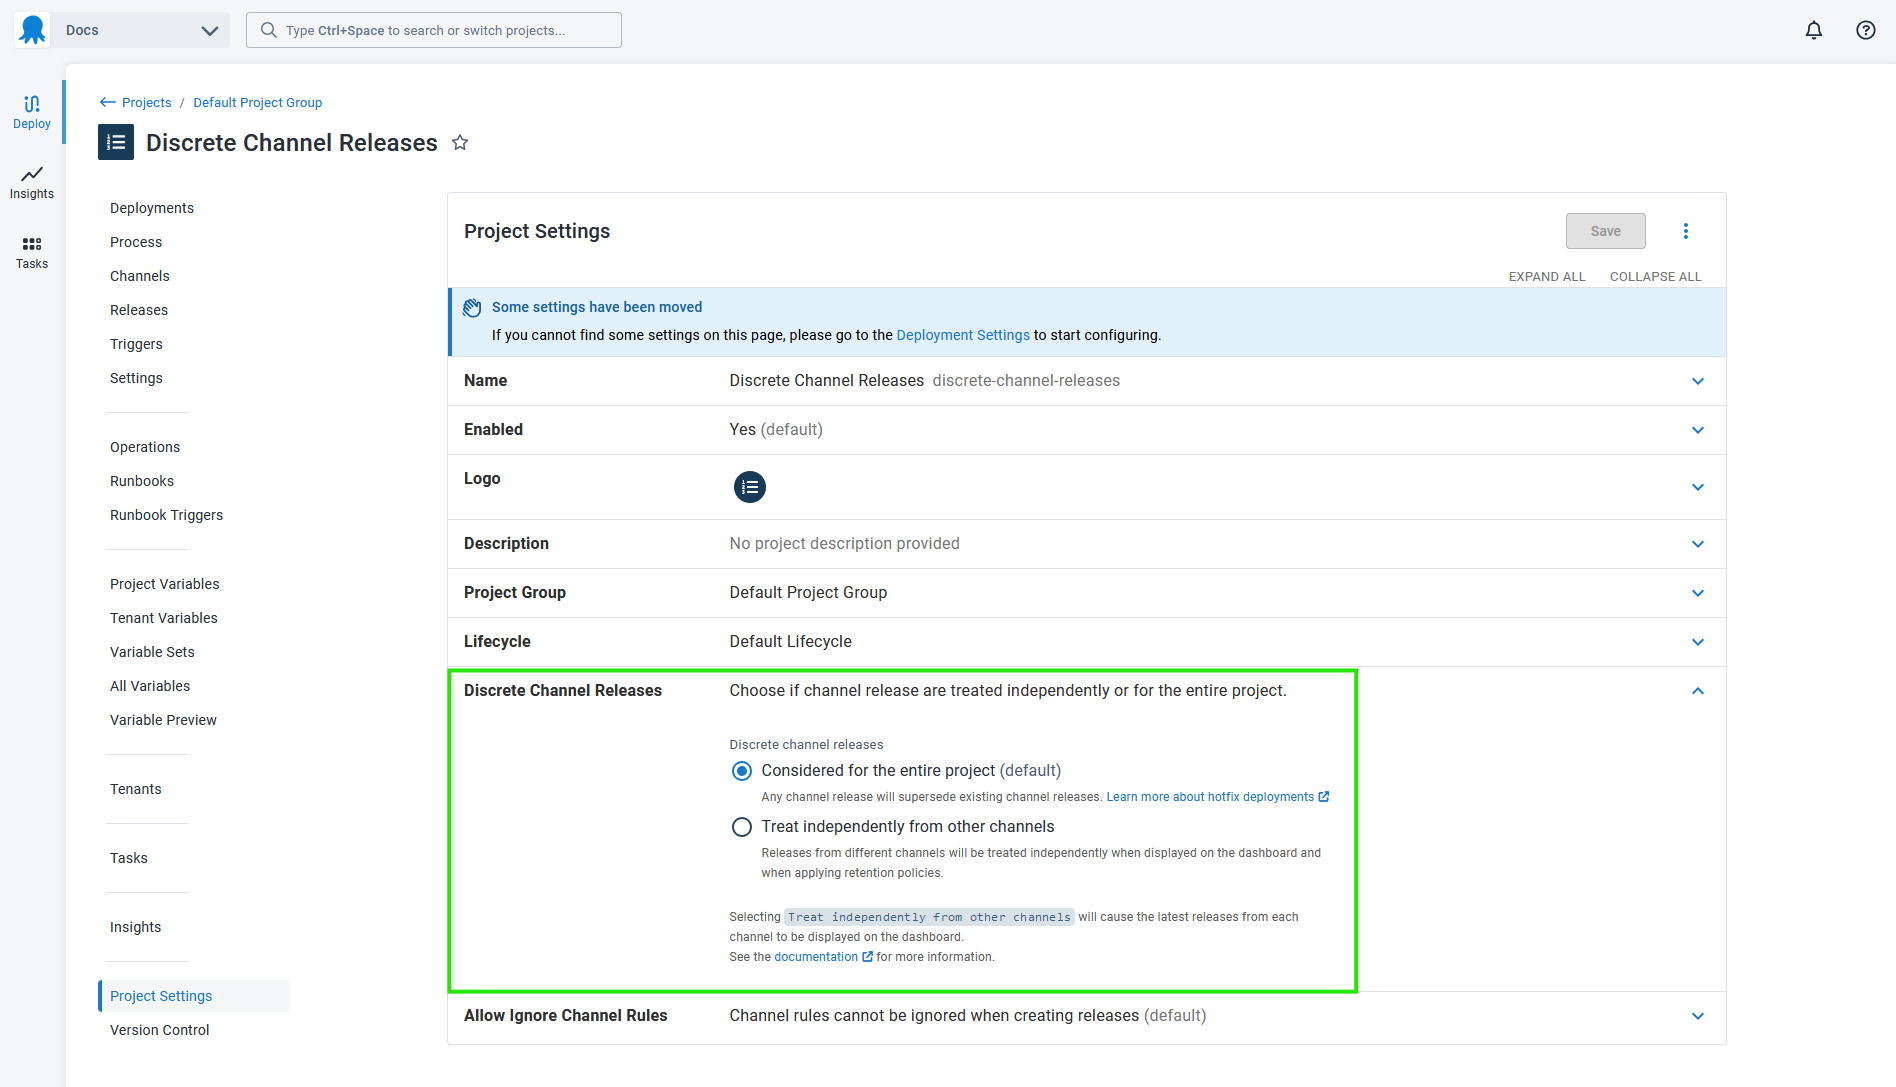 Docs
Type Ctrl+Space to search or switch projects...
Deploy
Insights
Tasks
Projects / Default Project Group
Discrete Channel Releases
Deployments
Process
Channels
Releases
Triggers
Settings
Operations
Runbooks
Runbook Triggers
Project Variables
Tenant Variables
Variable Sets
All Variables
Variable Preview
Tenants
Tasks
Insights
Project Settings
Version Control
Project Settings
Save
EXPAND ALL COLLAPSE ALL
Some settings have been moved
If you cannot find some settings on this page, please go to the Deployment Settings to start configuring.
Name Discrete Channel Releases discrete-channel-releases
Enabled Yes (default)
Logo
Description No project description provided
Project Group Default Project Group
Lifecycle Default Lifecycle
Discrete Channel Releases Choose if channel release are treated independently or for the entire project.
Discrete channel releases
Considered for the entire project (default)
Any channel release will supersede existing channel releases. Learn more about hotfix deployments
Treat independently from other channels
Releases from different channels will be treated independently when displayed on the dashboard and
when applying retention policies.
Selecting Treat independently from other channels will cause the latest releases from each
channel to be displayed on the dashboard.
See the documentation for more information.
Allow Ignore Channel Rules Channel rules cannot be ignored when creating releases (default)